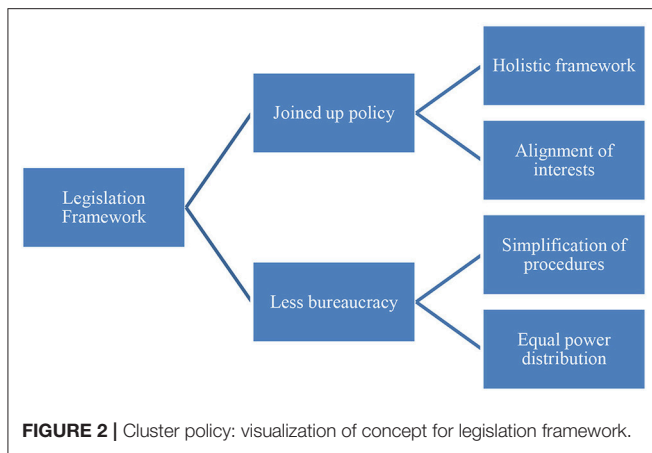 Legislation
Framework
Joined up policy
Less bureaucracy
Holistic framework
Alignment of
interests
Simplification of
procedures
Equal power
distribution
FIGURE 2 | Cluster policy: visualization of concept for legislation framework.